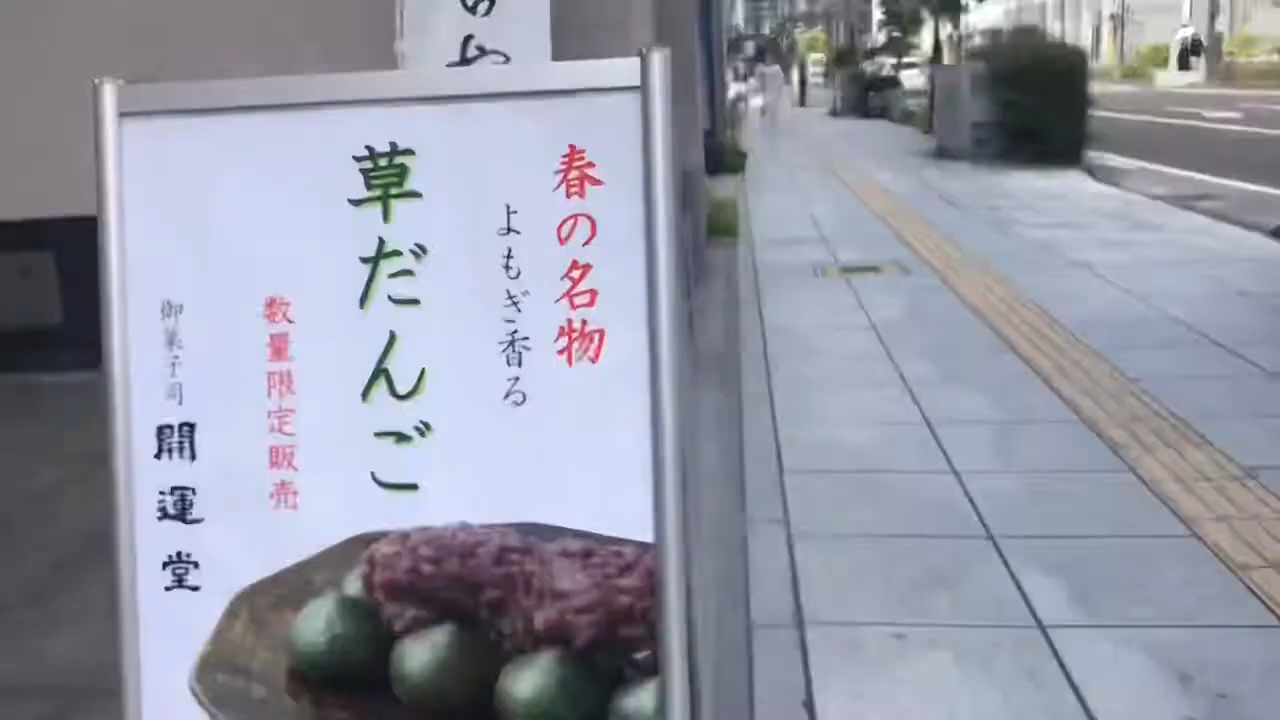 春の名物
よもぎ香る
草だんご
数量限定販売
御菓子司
開運堂